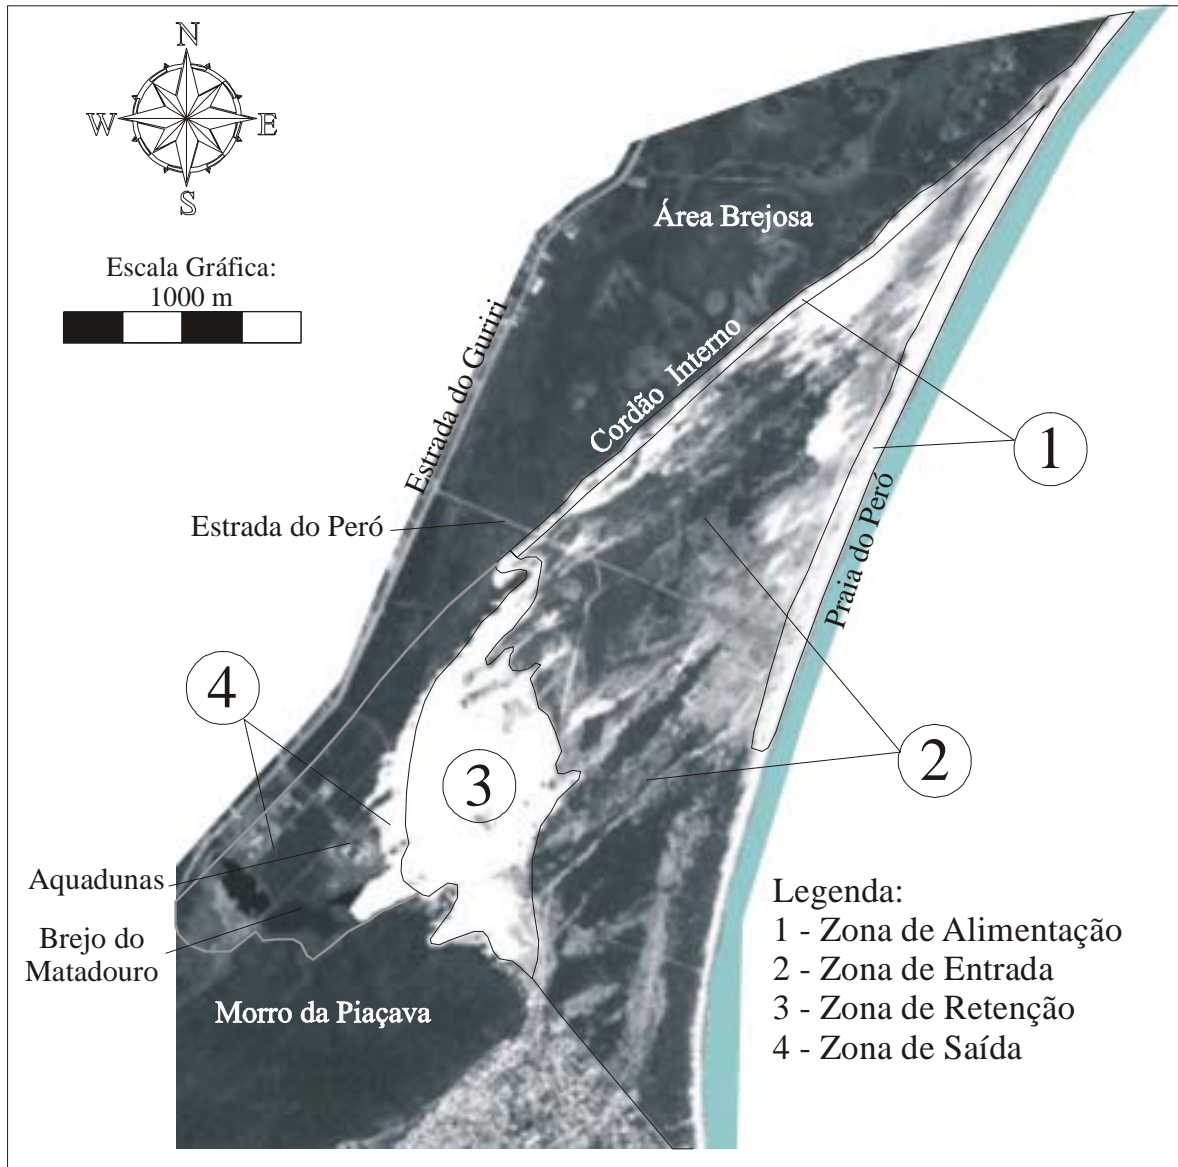 N
W
E
S
Escala Gráfica:
1000 m
Área Brejosa
Estrada do Guriri
Cordão Interno
1
Estrada do Peró
Praia do Peró
4
3
2
Aquadunas
Brejo do
Matadouro
Morro da Piaçava
Legenda:
1 - Zona de Alimentação
2 - Zona de Entrada
3 - Zona de Retenção
4 - Zona de Saída